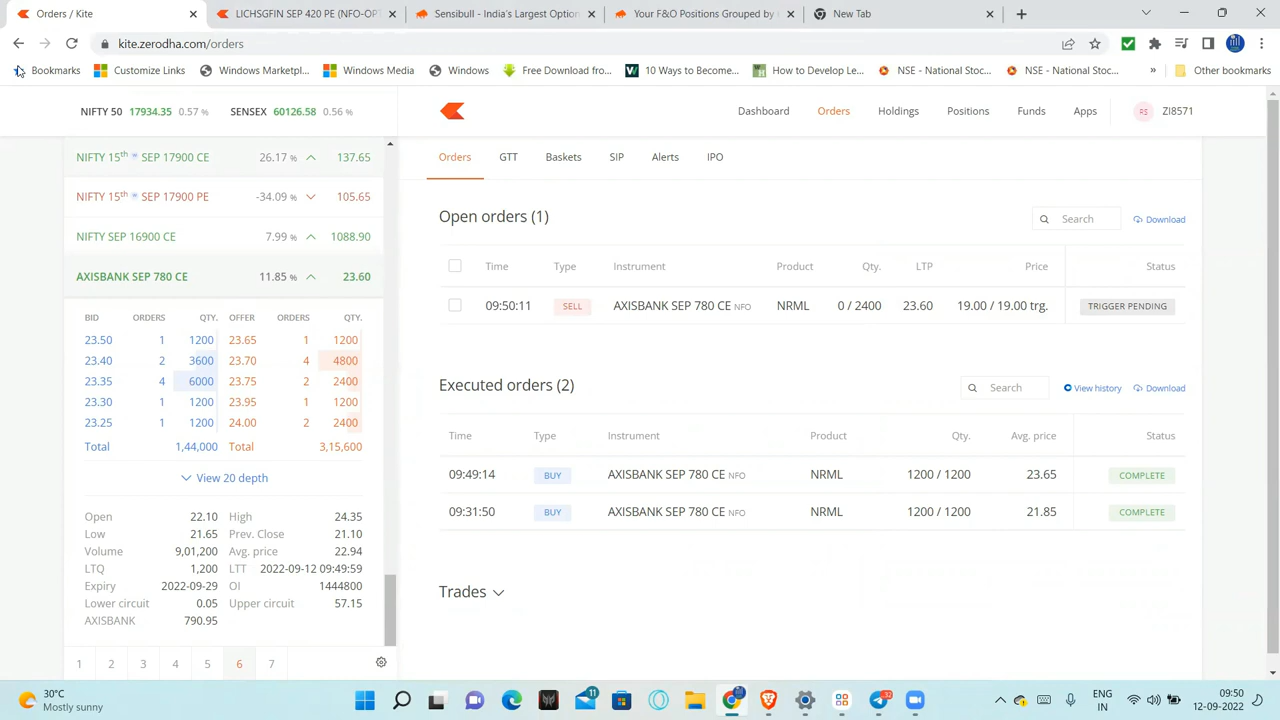 Orders / Kite
LICHSGFIN SEP 420 PE (NFO-OPT
Sensibull - India's Largest Option
Your F&O Positions Grouped by
New Tab
kite.zerodha.com/orders
Bookmarks
Customize Links
Windows Marketpl...
Windows Media
Windows
Free Download fro...
10 Ways to Become...
How to Develop Le...
NSE - National Stoc...
NSE - National Stoc...
Other bookmarks
NIFTY 50 17934.35 0.57 %
SENSEX 60126.58 0.56 %
Dashboard
Orders
Holdings
Positions
Funds
Apps
RS
ZI8571
NIFTY 15th W SEP 17900 CE 26.17 % 137.65
NIFTY 15th W SEP 17900 PE -34.09 % 105.65
NIFTY SEP 16900 CE 7.99 % 1088.90
AXISBANK SEP 780 CE 11.85 % 23.60
BID ORDERS QTY. OFFER ORDERS QTY.
23.50 1 1200 23.65 1 1200
23.40 2 3600 23.70 4 4800
23.35 4 6000 23.75 2 2400
23.30 1 1200 23.95 1 1200
23.25 1 1200 24.00 2 2400
Total 1,44,000 Total 3,15,600
View 20 depth
Open 22.10 High 24.35
Low 21.65 Prev. Close 21.10
Volume 9,01,200 Avg. price 22.94
LTQ 1,200 LTT 2022-09-12 09:49:59
Expiry 2022-09-29 OI 1444800
Lower circuit 0.05 Upper circuit 57.15
AXISBANK 790.95
1 2 3 4 5 6 7
Orders
GTT
Baskets
SIP
Alerts
IPO
Open orders (1)
Search
Download
Time Type Instrument Product Qty. LTP Price Status
09:50:11 SELL AXISBANK SEP 780 CE NFO NRML 0 / 2400 23.60 19.00 / 19.00 trg. TRIGGER PENDING
Executed orders (2)
Search
View history
Download
Time Type Instrument Product Qty. Avg. price Status
09:49:14 BUY AXISBANK SEP 780 CE NFO NRML 1200 / 1200 23.65 COMPLETE
09:31:50 BUY AXISBANK SEP 780 CE NFO NRML 1200 / 1200 21.85 COMPLETE
Trades
30°C
Mostly sunny
11
32
ENG
IN
09:50
12-09-2022